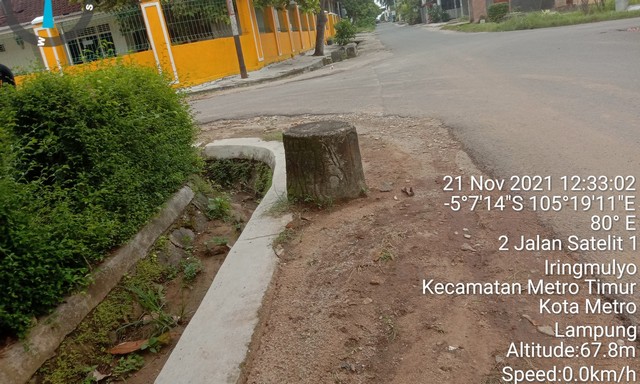 W
S
21 Nov 2021 12:33:02
-5°7'14"S 105°19'11"E
80° E
2 Jalan Satelit 1
Iringmulyo
Kecamatan Metro Timur
Kota Metro
Lampung
Altitude:67.8m
Speed:0.0km/h